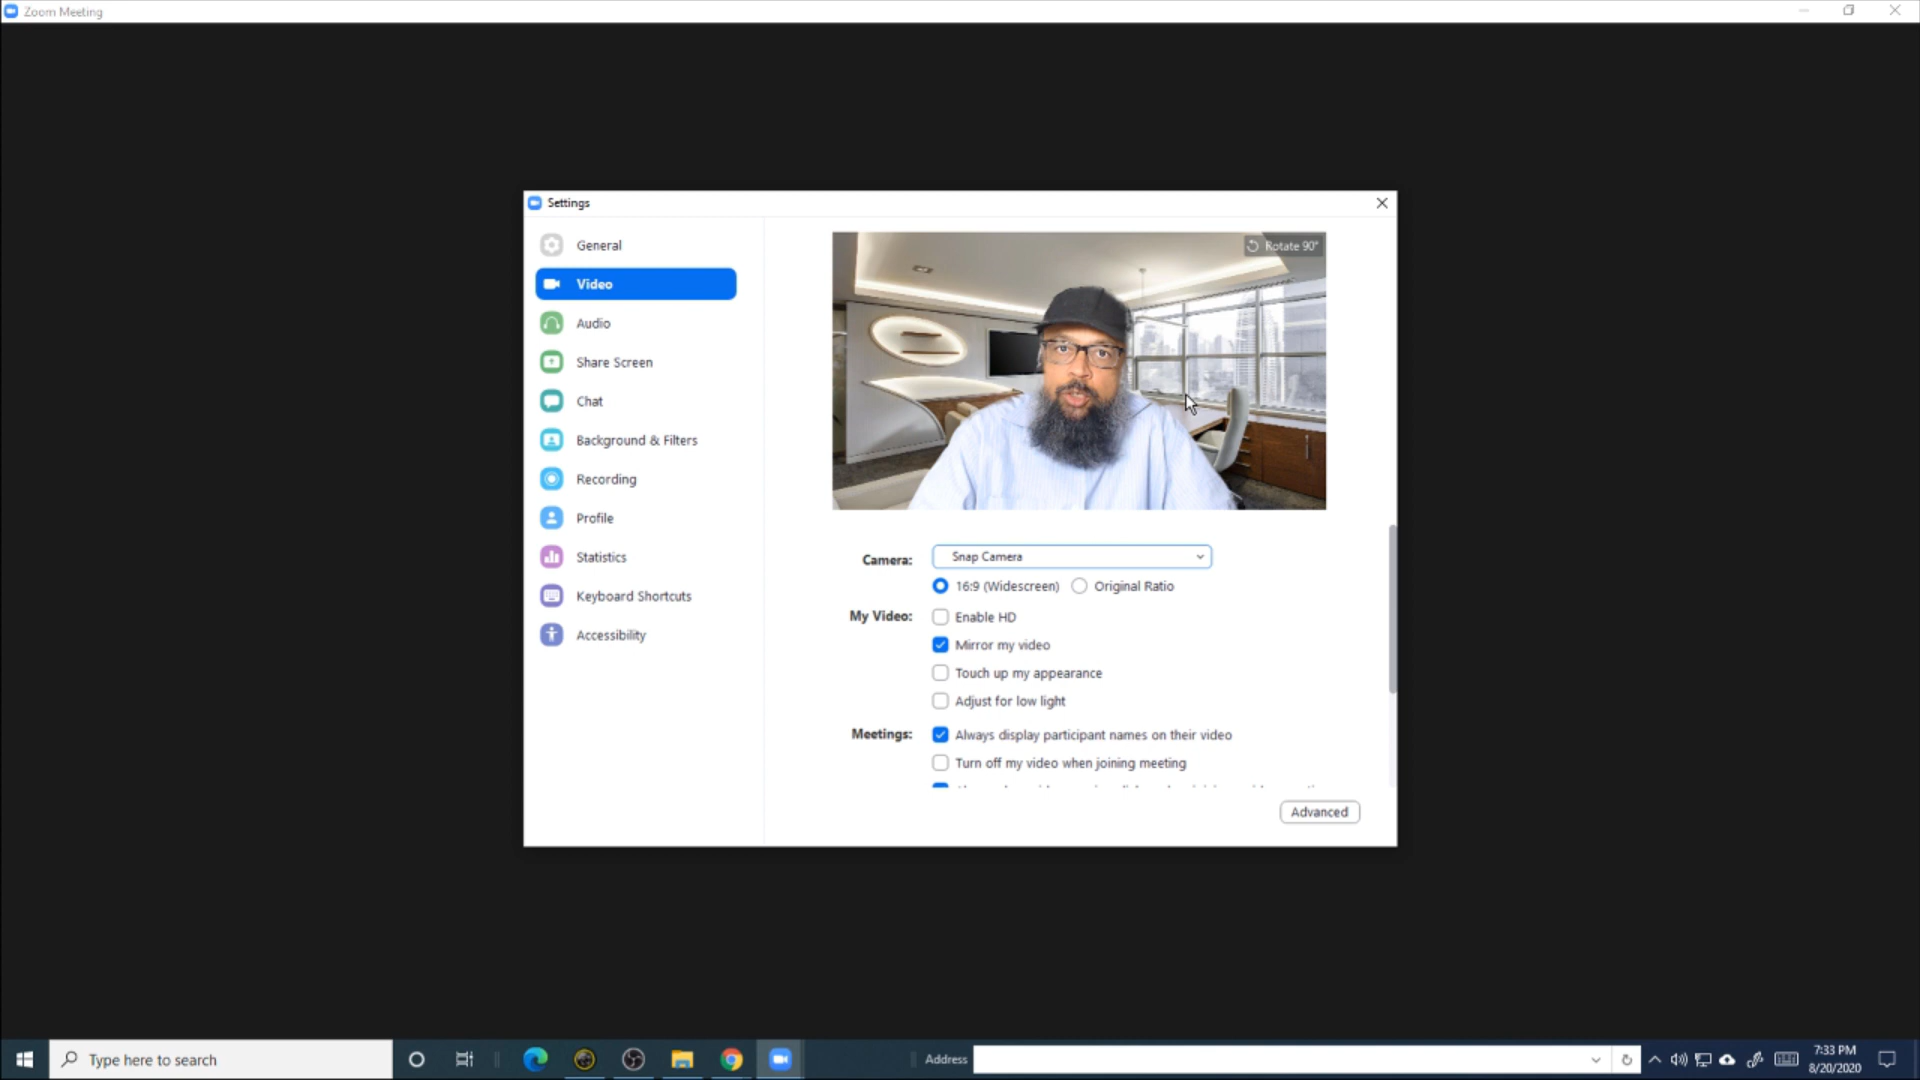 Zoom Meeting
Settings
General
Video
Audio
Share Screen
Chat
Background & Filters
Recording
Profile
Statistics
Keyboard Shortcuts
Accessibility
Rotate 90°
Camera:
Snap Camera
16:9 (Widescreen)
Original Ratio
My Video:
Enable HD
Mirror my video
Touch up my appearance
Adjust for low light
Meetings:
Always display participant names on their video
Turn off my video when joining meeting
Advanced
Type here to search
Address
7:33 PM
8/20/2020